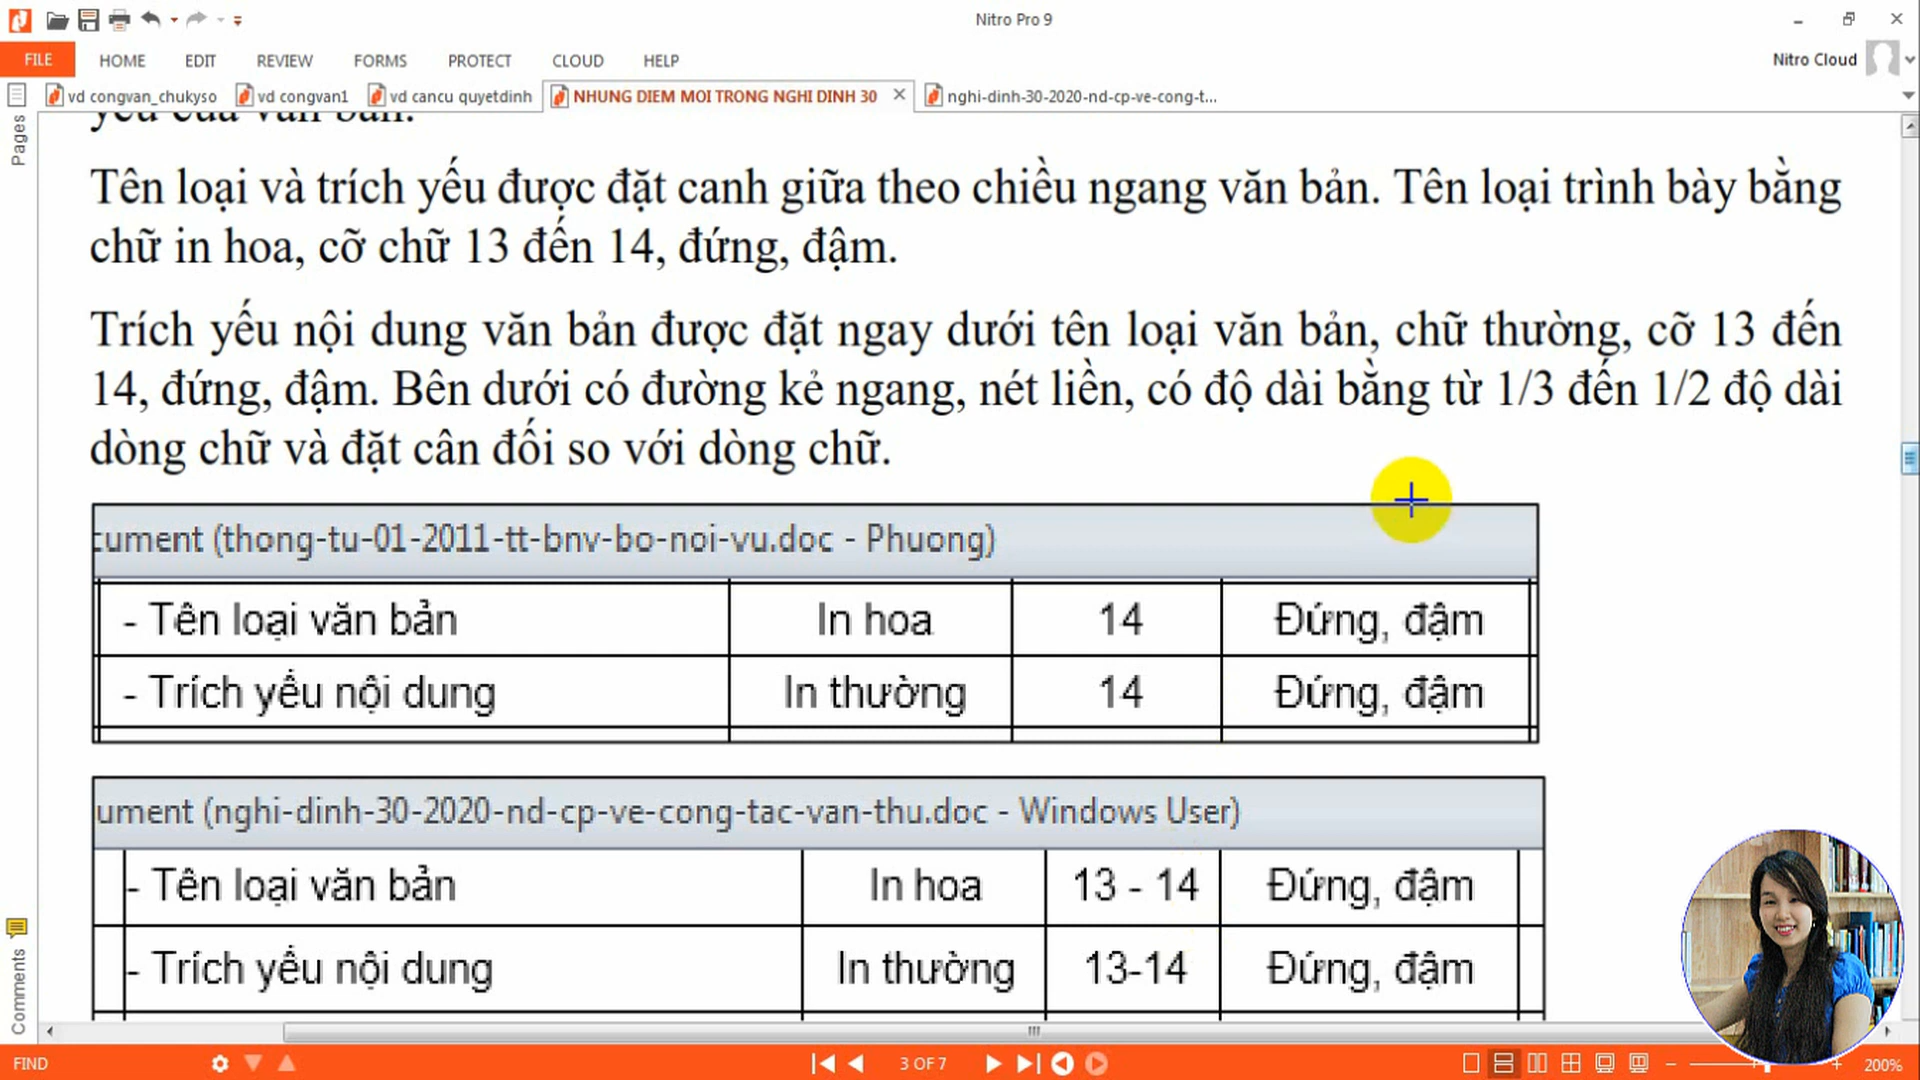 Nitro Pro 9
FILE HOME EDIT REVIEW FORMS PROTECT CLOUD HELP Nitro Cloud
vd congvan_chukyso vd congvan1 vd cancu quyetdinh NHUNG DIEM MOI TRONG NGHI DINH 30 nghi-dinh-30-2020-nd-cp-ve-cong-t...
Pages
yếu của văn bản.
Tên loại và trích yếu được đặt canh giữa theo chiều ngang văn bản. Tên loại trình bày bằng
chữ in hoa, cỡ chữ 13 đến 14, đứng, đậm.
Trích yếu nội dung văn bản được đặt ngay dưới tên loại văn bản, chữ thường, cỡ 13 đến
14, đứng, đậm. Bên dưới có đường kẻ ngang, nét liền, có độ dài bằng từ 1/3 đến 1/2 độ dài
dòng chữ và đặt cân đối so với dòng chữ.
cument (thong-tu-01-2011-tt-bnv-bo-noi-vu.doc - Phuong)
- Tên loại văn bản In hoa 14 Đứng, đậm
- Trích yếu nội dung In thường 14 Đứng, đậm
ument (nghi-dinh-30-2020-nd-cp-ve-cong-tac-van-thu.doc - Windows User)
- Tên loại văn bản In hoa 13 - 14 Đứng, đậm
- Trích yếu nội dung In thường 13-14 Đứng, đậm
Comments
FIND 3 OF 7 200%